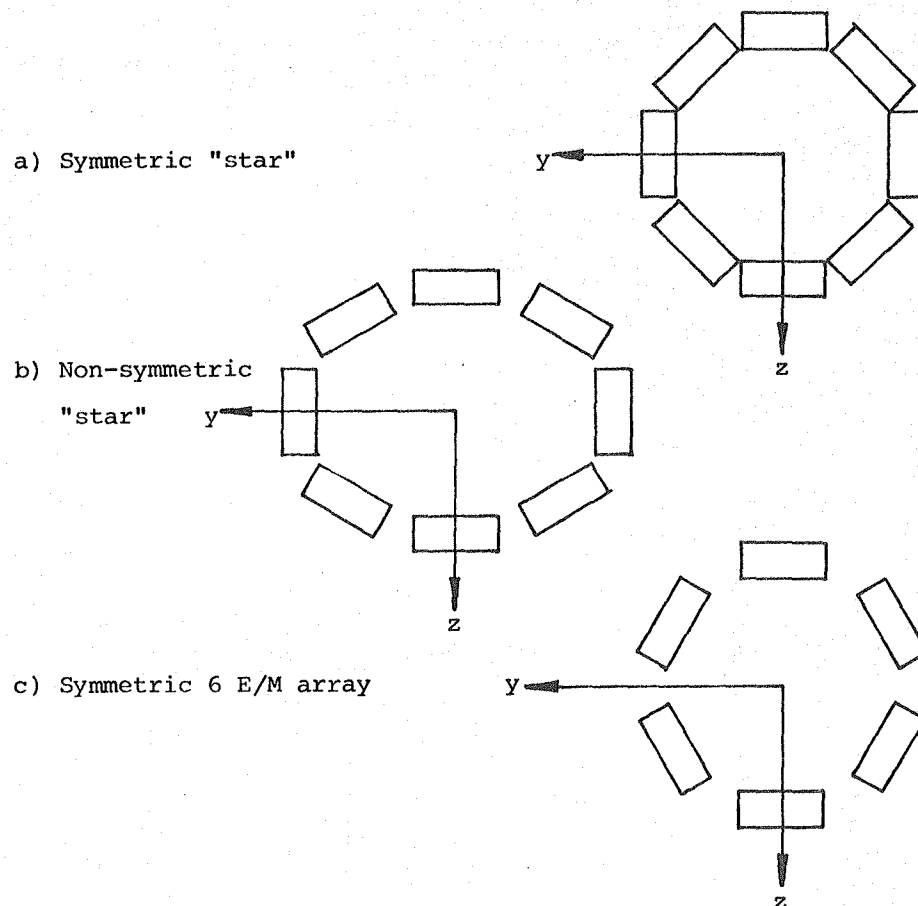 a) Symmetric "star"
y
z
b) Non-symmetric
"star"
y
z
c) Symmetric 6 E/M array
y
z